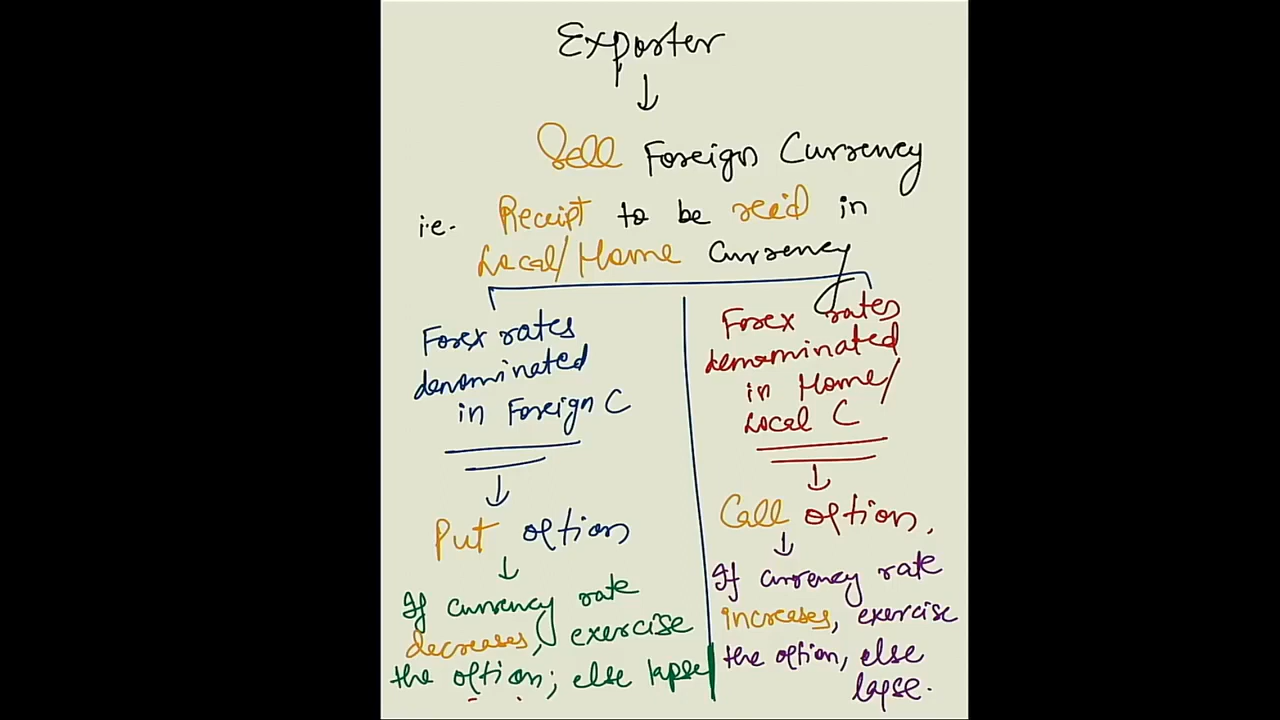 Exporter
↓
Sell Foreign Currency
i.e. Receipt to be recd in
Local/Home Currency
Forex rates
denominated
in Foreign C
↓
Put option
↓
If currency rate
decreases, exercise
the option; else lapse
Forex rates
denominated
in Home/
Local C
↓
Call option.
↓
If currency rate
increases, exercise
the option, else
lapse.